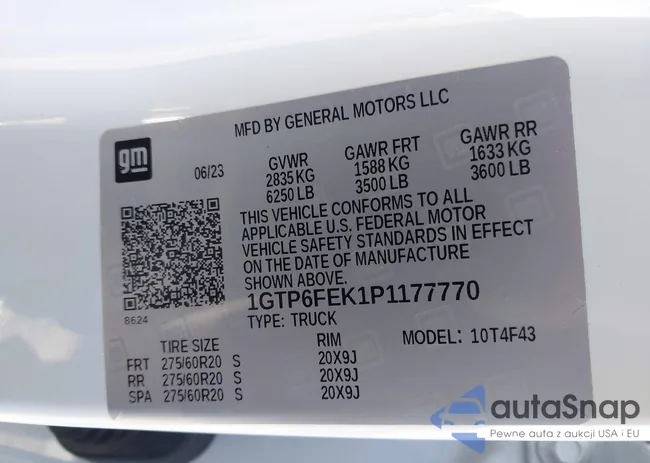 MFD BY GENERAL MOTORS LLC
gm
06/23
GVWR GAWR FRT GAWR RR
2835 KG 1588 KG 1633 KG
6250 LB 3500 LB 3600 LB
THIS VEHICLE CONFORMS TO ALL
APPLICABLE U.S. FEDERAL MOTOR
VEHICLE SAFETY STANDARDS IN EFFECT
ON THE DATE OF MANUFACTURE
SHOWN ABOVE.
8624
1GTP6FEK1P1177770
TYPE: TRUCK MODEL: 10T4F43
TIRE SIZE RIM
FRT 275/60R20 S 20X9J
RR 275/60R20 S 20X9J
SPA 275/60R20 S 20X9J
autaSnap
Pewne auta z aukcji USA i EU